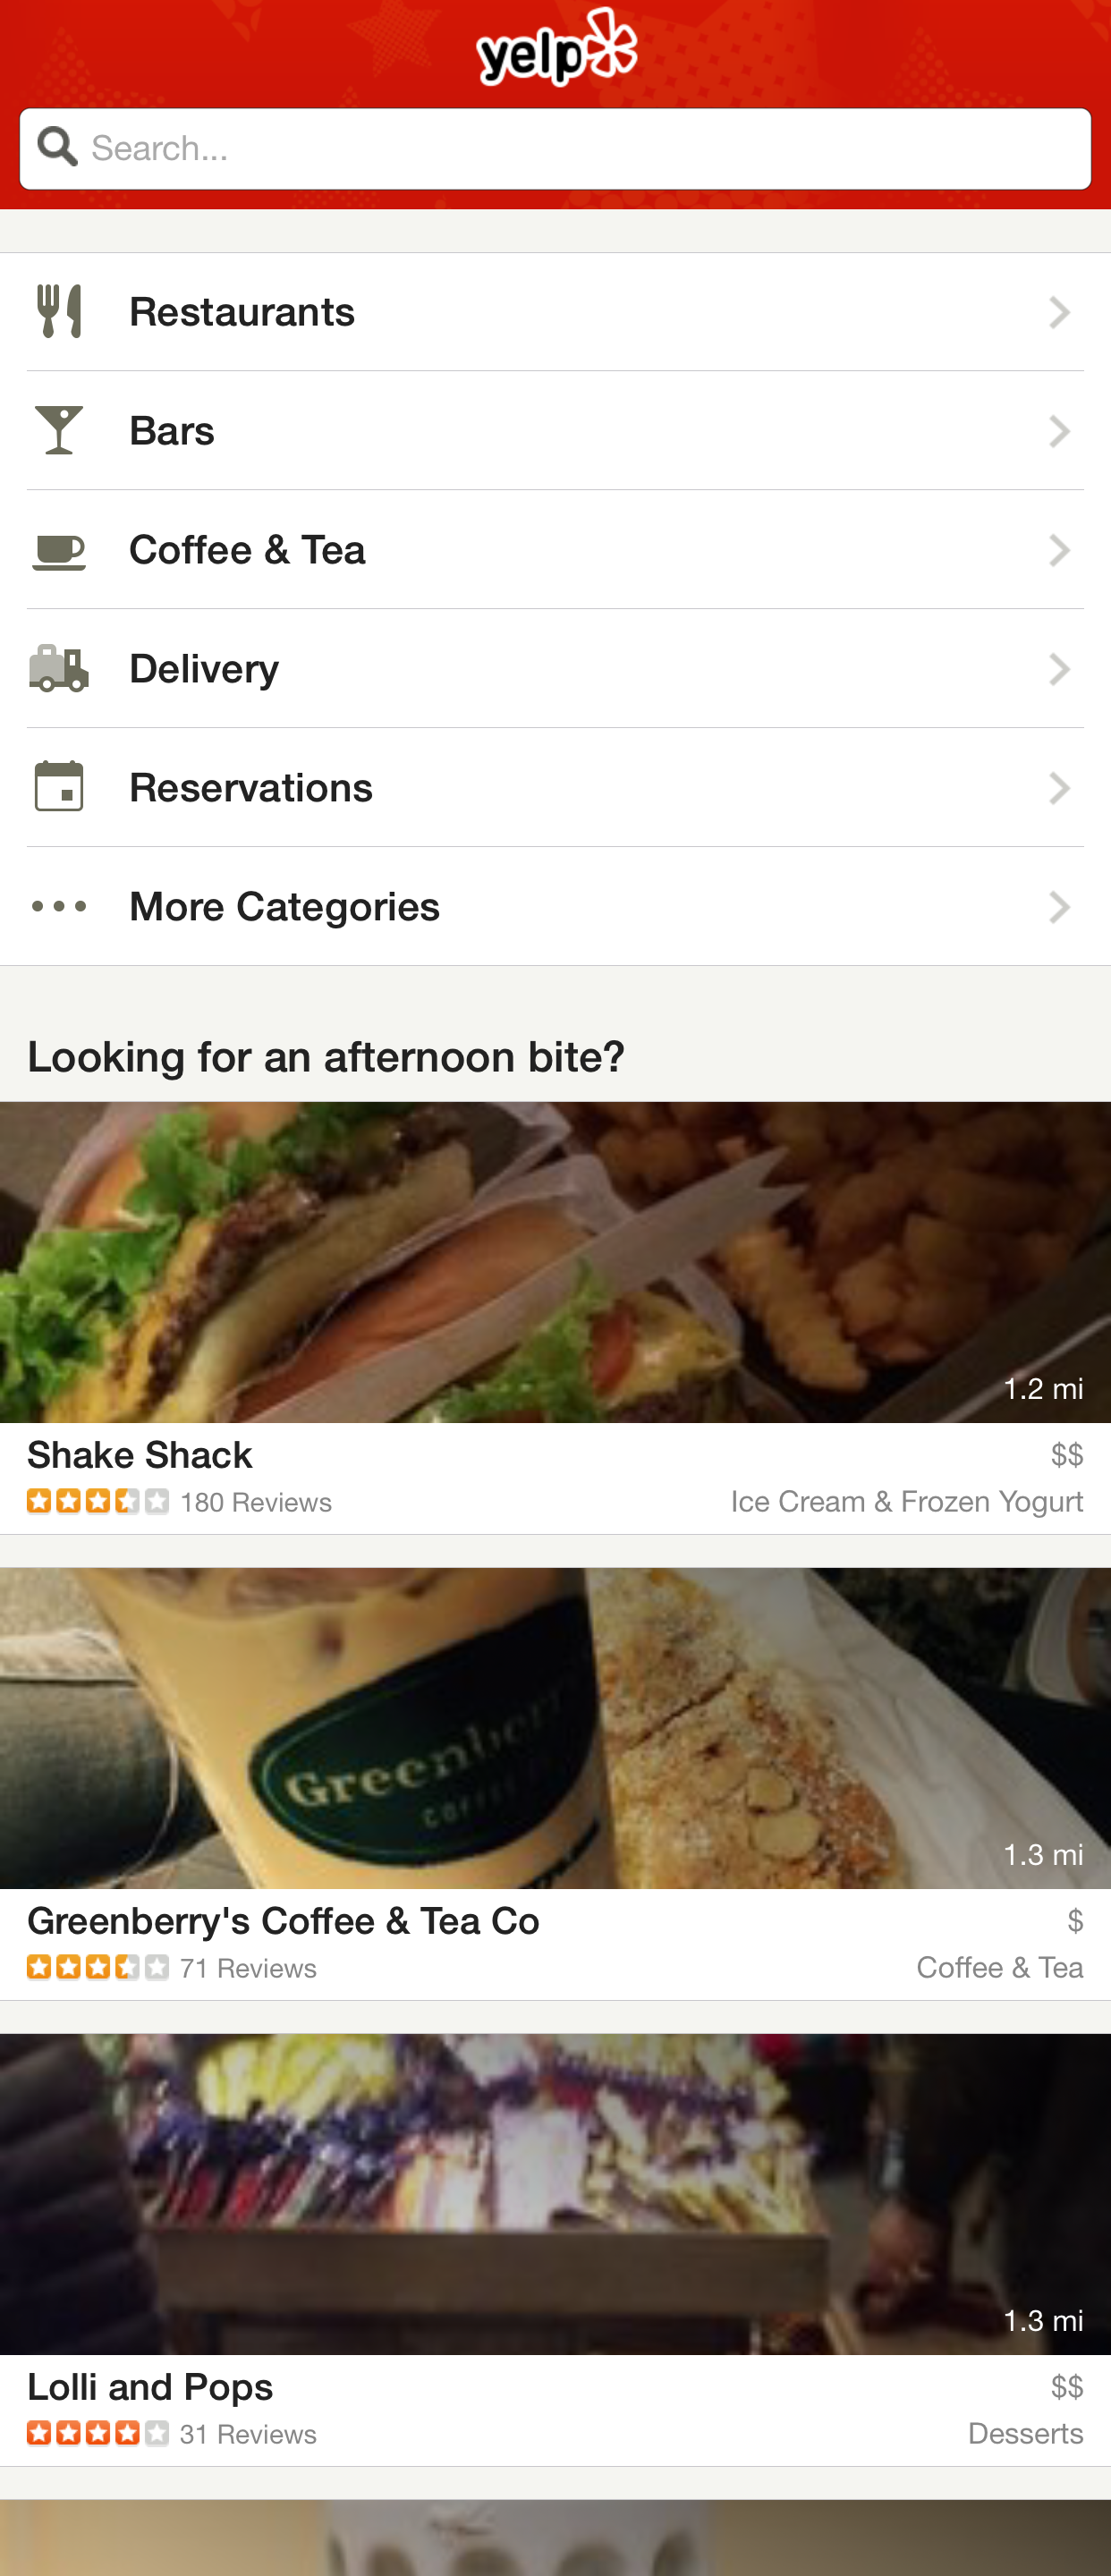 yelp
Search...
Restaurants
Bars
Coffee & Tea
Delivery
Reservations
More Categories
Looking for an afternoon bite?
1.2 mi
Shake Shack $$
180 Reviews Ice Cream & Frozen Yogurt
Greenberry
COFFE
1.3 mi
Greenberry's Coffee & Tea Co $
71 Reviews Coffee & Tea
1.3 mi
Lolli and Pops $$
31 Reviews Desserts